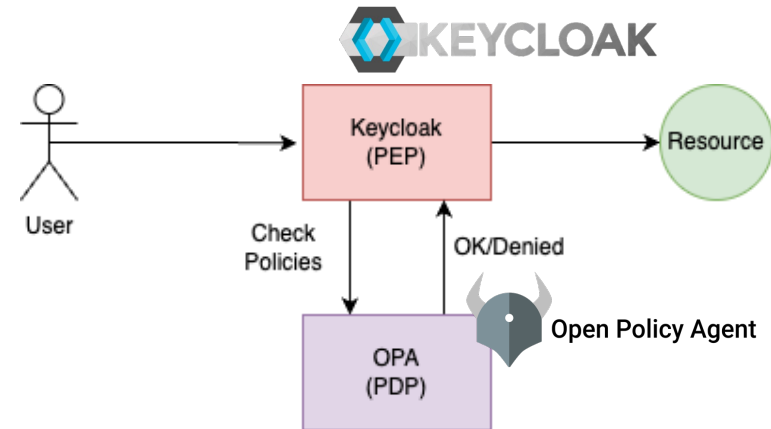 KEYCLOAK
Keycloak
(PEP)
Resource
User
Check
Policies
OK/Denied
Open Policy Agent
OPA
(PDP)